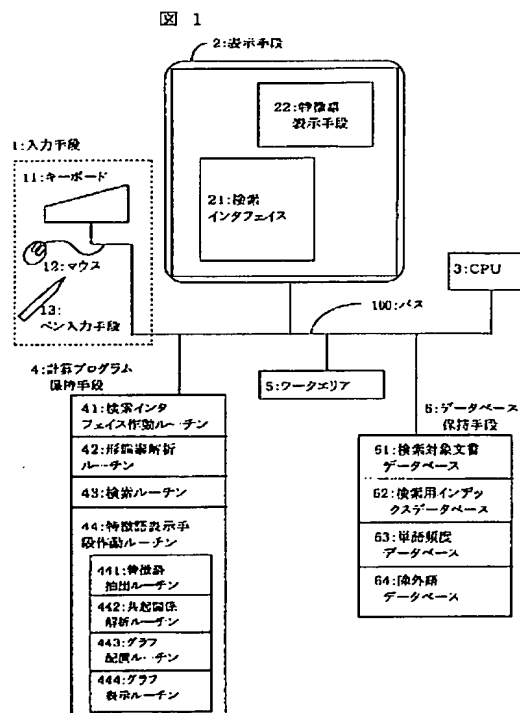 図 1
2:表示手段
22:特徴語
表示手段
1:入力手段
11:キーボード
21:検索
インタフェイス
12:マウス
13:
ペン入力手段
3:CPU
100:バス
4:計算プログラム
保持手段
5:ワークエリア
6:データベース
保持手段
41:検索インタ
フェイス作動ルーチン
42:形態素解析
ルーチン
43:検索ルーチン
44:特徴語表示手
段作動ルーチン
441:特徴語
抽出ルーチン
442:共起関係
解析ルーチン
443:グラフ
配置ルーチン
444:グラフ
表示ルーチン
61:検索対象文書
データベース
62:検索用インデッ
クスデータベース
63:単語頻度
データベース
64:除外語
データベース